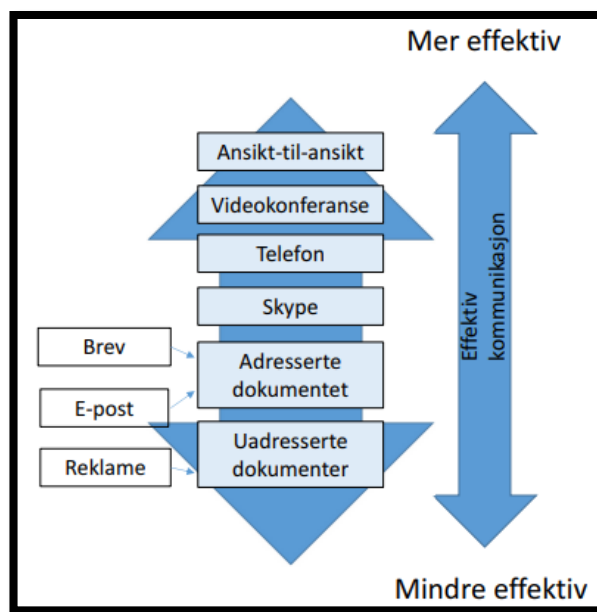 Mer effektiv
Ansikt-til-ansikt
Videokonferanse
Telefon
Skype
Brev
Adresserte
dokumentet
E-post
Uadresserte
dokumenter
Reklame
Effektiv
kommunikasjon
Mindre effektiv